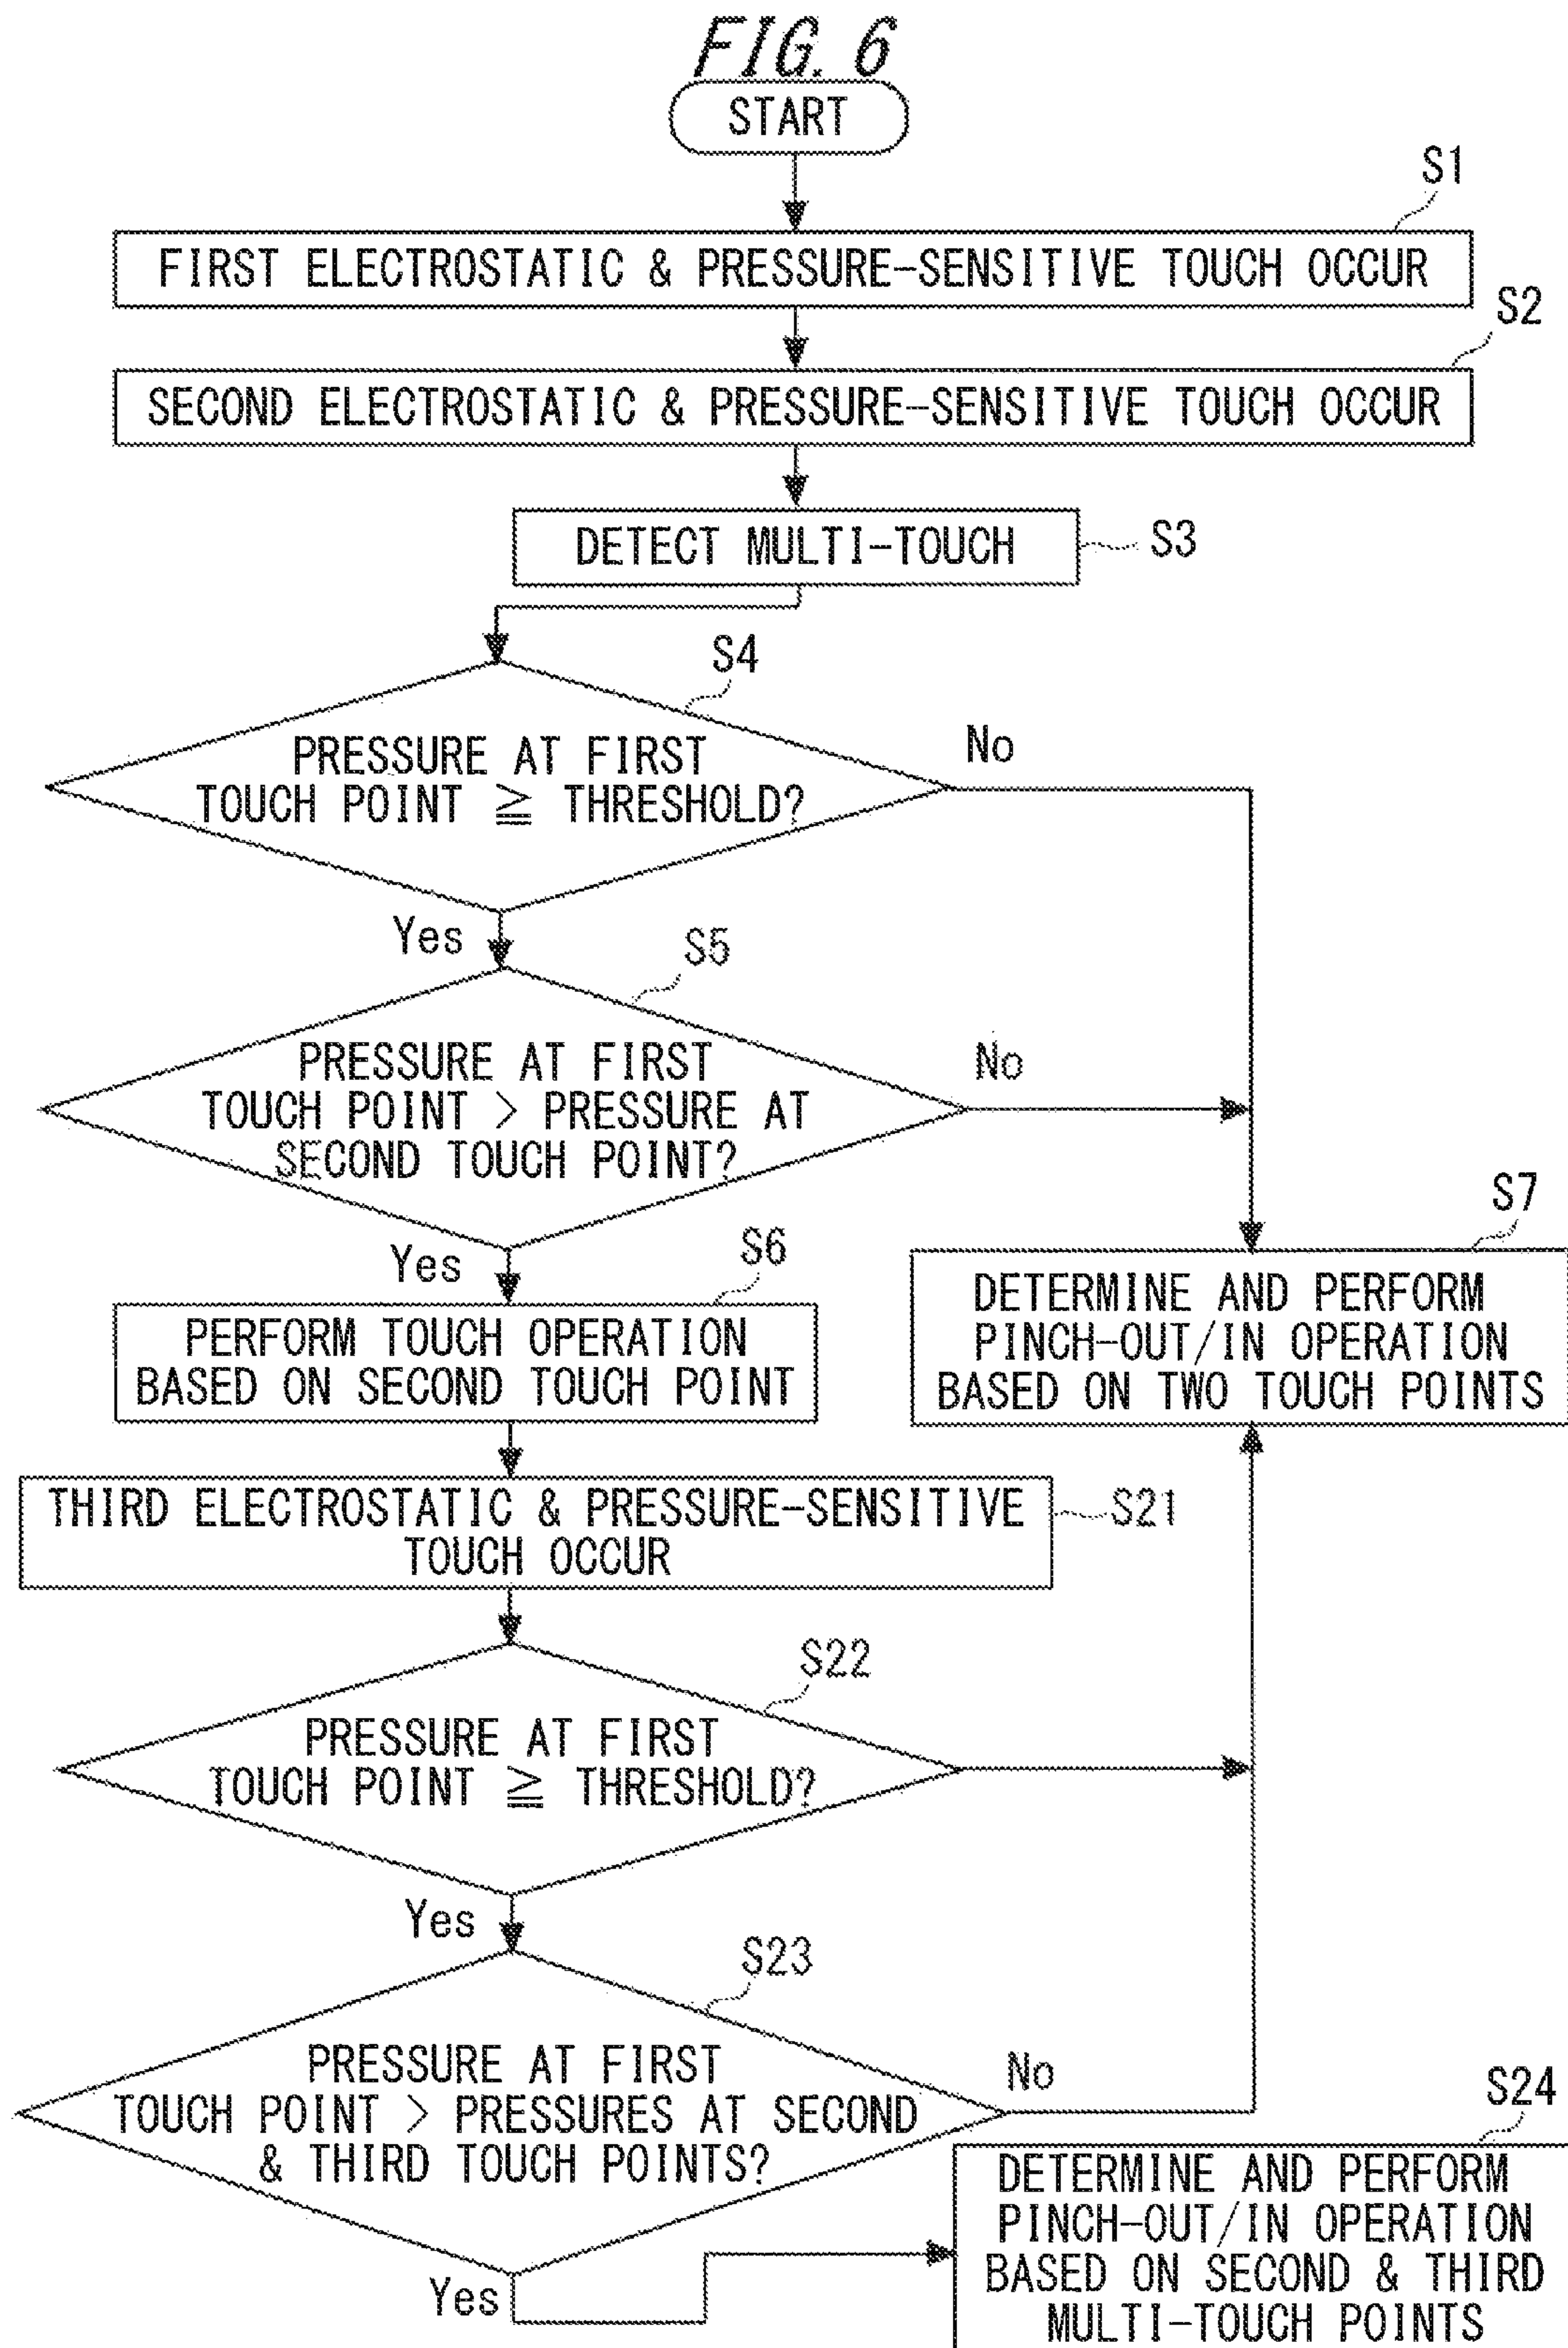 FIG. 6
START
S1
FIRST ELECTROSTATIC & PRESSURE-SENSITIVE TOUCH OCCUR
S2
SECOND ELECTROSTATIC & PRESSURE-SENSITIVE TOUCH OCCUR
DETECT MULTI-TOUCH
S3
S4
PRESSURE AT FIRST
TOUCH POINT ≧ THRESHOLD?
No
Yes
S5
PRESSURE AT FIRST
TOUCH POINT > PRESSURE AT
SECOND TOUCH POINT?
No
Yes
S6
PERFORM TOUCH OPERATION
BASED ON SECOND TOUCH POINT
S7
DETERMINE AND PERFORM
PINCH-OUT/IN OPERATION
BASED ON TWO TOUCH POINTS
THIRD ELECTROSTATIC & PRESSURE-SENSITIVE
TOUCH OCCUR
S21
S22
PRESSURE AT FIRST
TOUCH POINT ≧ THRESHOLD?
Yes
S23
PRESSURE AT FIRST
TOUCH POINT > PRESSURES AT SECOND
& THIRD TOUCH POINTS?
No
Yes
S24
DETERMINE AND PERFORM
PINCH-OUT/IN OPERATION
BASED ON SECOND & THIRD
MULTI-TOUCH POINTS